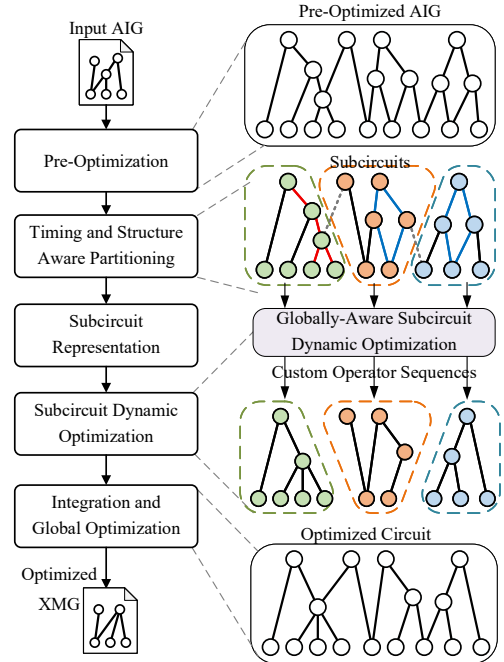 Input AIG
Pre-Optimized AIG
Pre-Optimization
Subcircuits
Timing and Structure
Aware Partitioning
Subcircuit
Representation
Globally-Aware Subcircuit
Dynamic Optimization
Custom Operator Sequences
Subcircuit Dynamic
Optimization
Integration and
Global Optimization
Optimized Circuit
Optimized
XMG